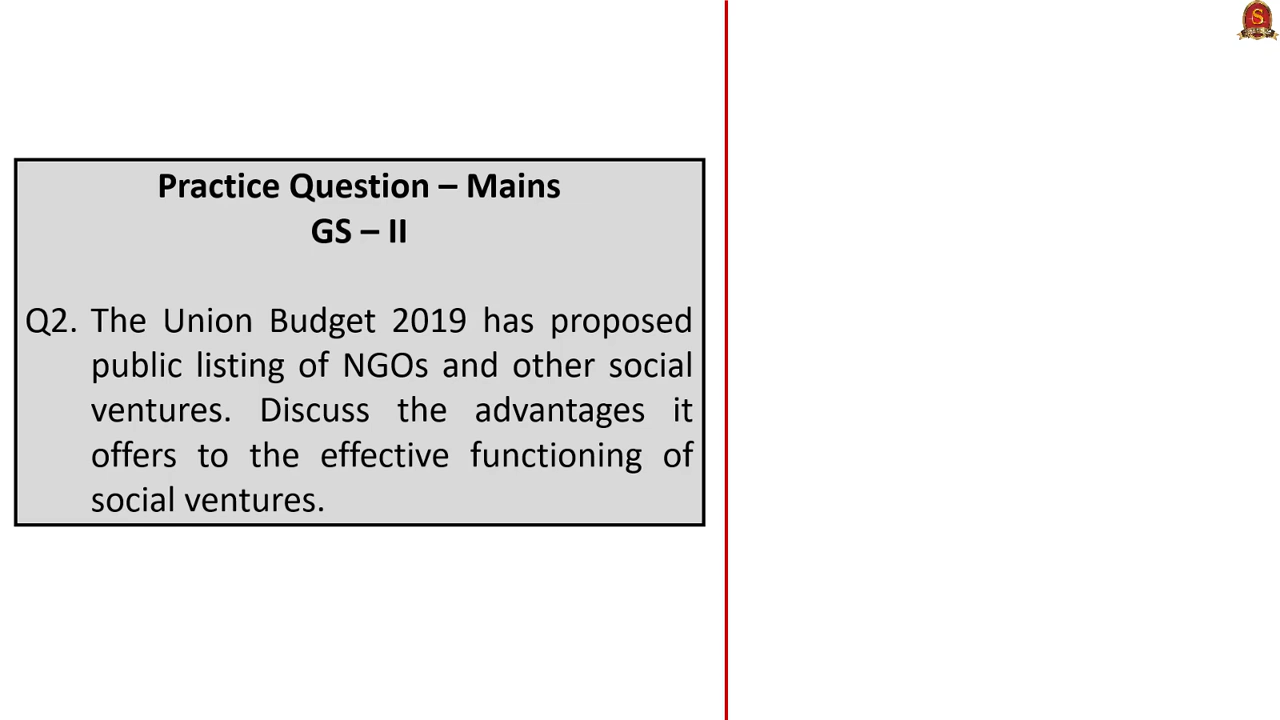 Practice Question – Mains
GS – II
Q2. The Union Budget 2019 has proposed
public listing of NGOs and other social
ventures. Discuss the advantages it
offers to the effective functioning of
social ventures.